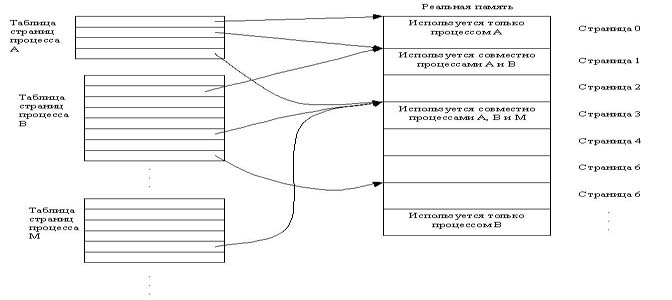 Реальная память
Таблица
страниц
процесса
А
Используется только
процессом А
Страница 0
Используется совместно
процессами А и В
Страница 1
Страница 2
Таблица
страниц
процесса
В
Используется совместно
процессами А, В и М
Страница 3
Страница 4
Страница 6
Страница 6
Таблица
страниц
процесса
М
Используется только
процессом В